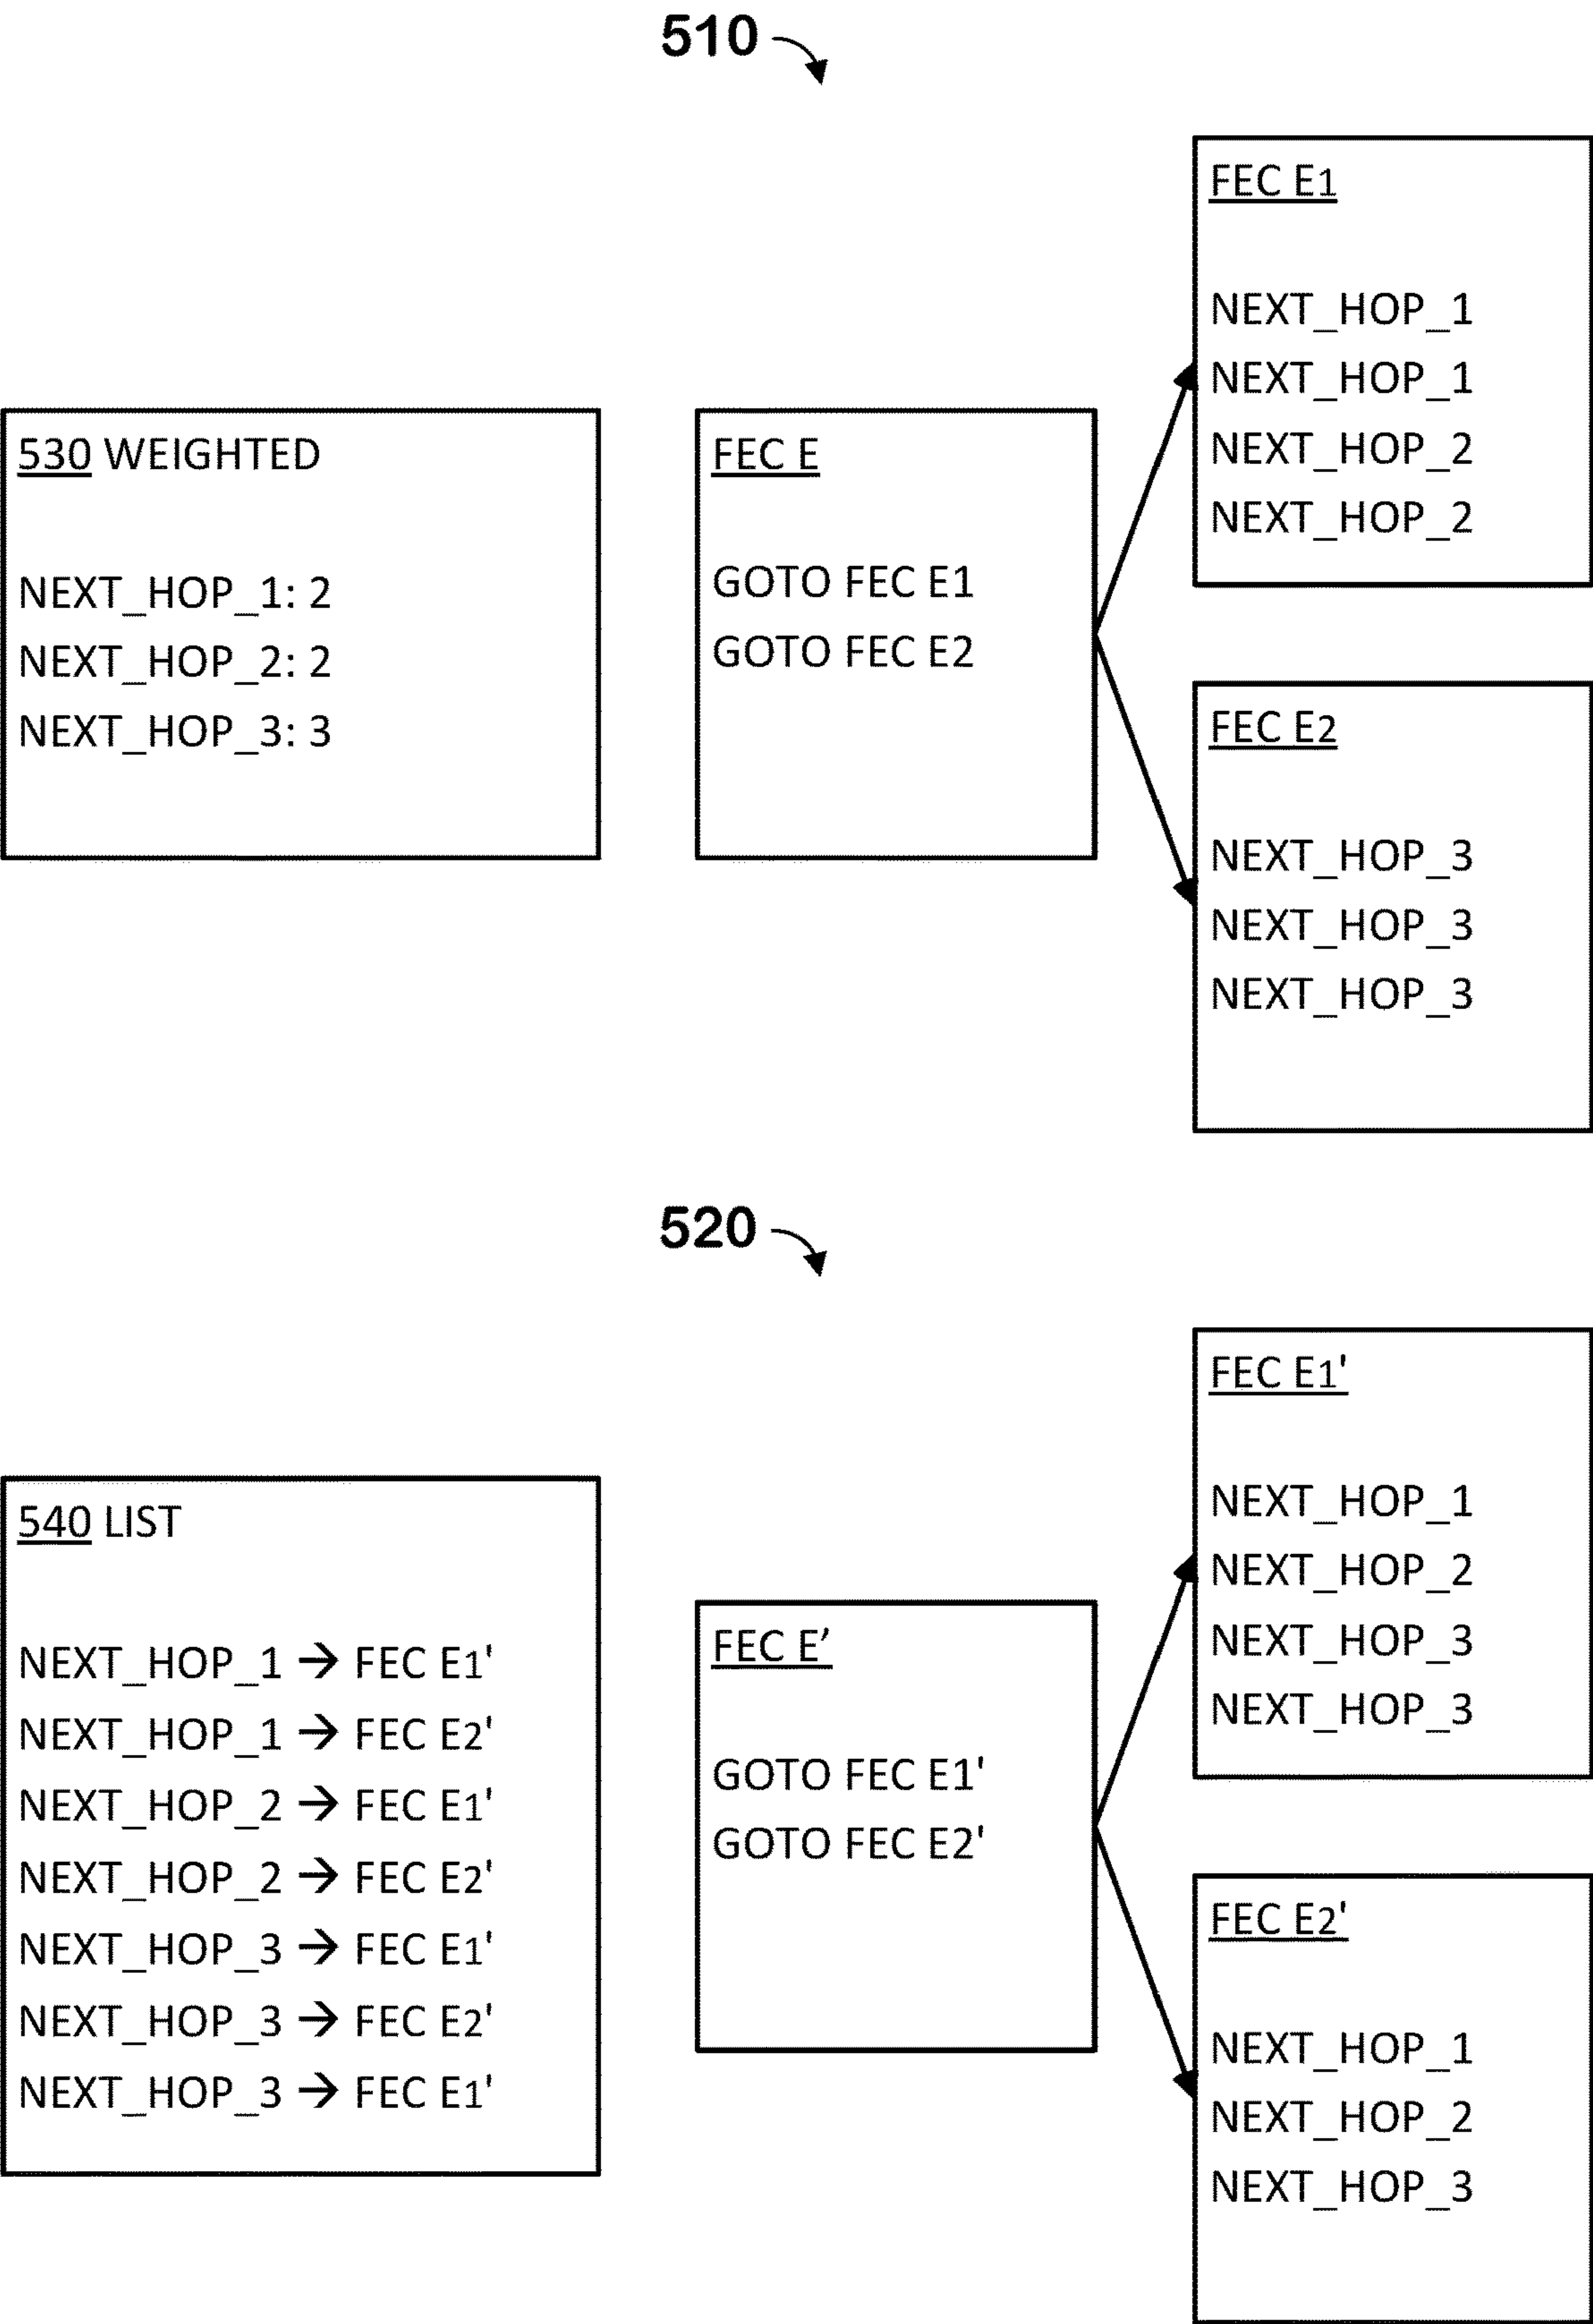 510
530 WEIGHTED
NEXT_HOP_1: 2
NEXT_HOP_2: 2
NEXT_HOP_3: 3
FEC E
GOTO FEC E1
GOTO FEC E2
FEC E1
NEXT_HOP_1
NEXT_HOP_1
NEXT_HOP_2
NEXT_HOP_2
FEC E2
NEXT_HOP_3
NEXT_HOP_3
NEXT_HOP_3
520
540 LIST
NEXT_HOP_1 → FEC E1'
NEXT_HOP_1 → FEC E2'
NEXT_HOP_2 → FEC E1'
NEXT_HOP_2 → FEC E2'
NEXT_HOP_3 → FEC E1'
NEXT_HOP_3 → FEC E2'
NEXT_HOP_3 → FEC E1'
FEC E’
GOTO FEC E1'
GOTO FEC E2'
FEC E1'
NEXT_HOP_1
NEXT_HOP_2
NEXT_HOP_3
NEXT_HOP_3
FEC E2'
NEXT_HOP_1
NEXT_HOP_2
NEXT_HOP_3